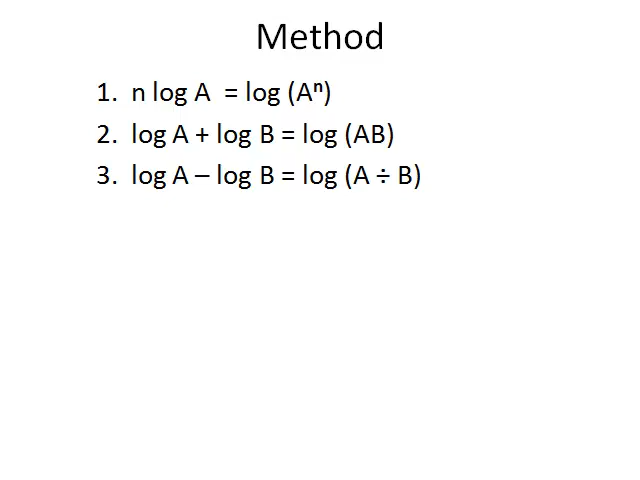 Method
1. n log A = log (Aⁿ)
2. log A + log B = log (AB)
3. log A – log B = log (A ÷ B)